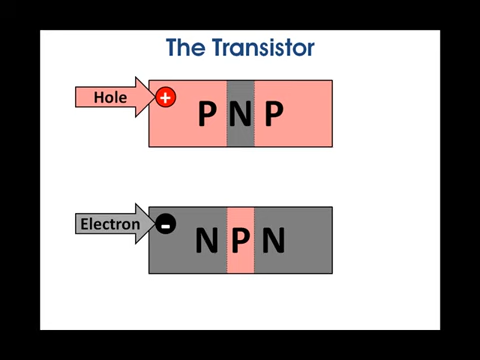 The Transistor
Hole +
P N P
Electron -
N P N